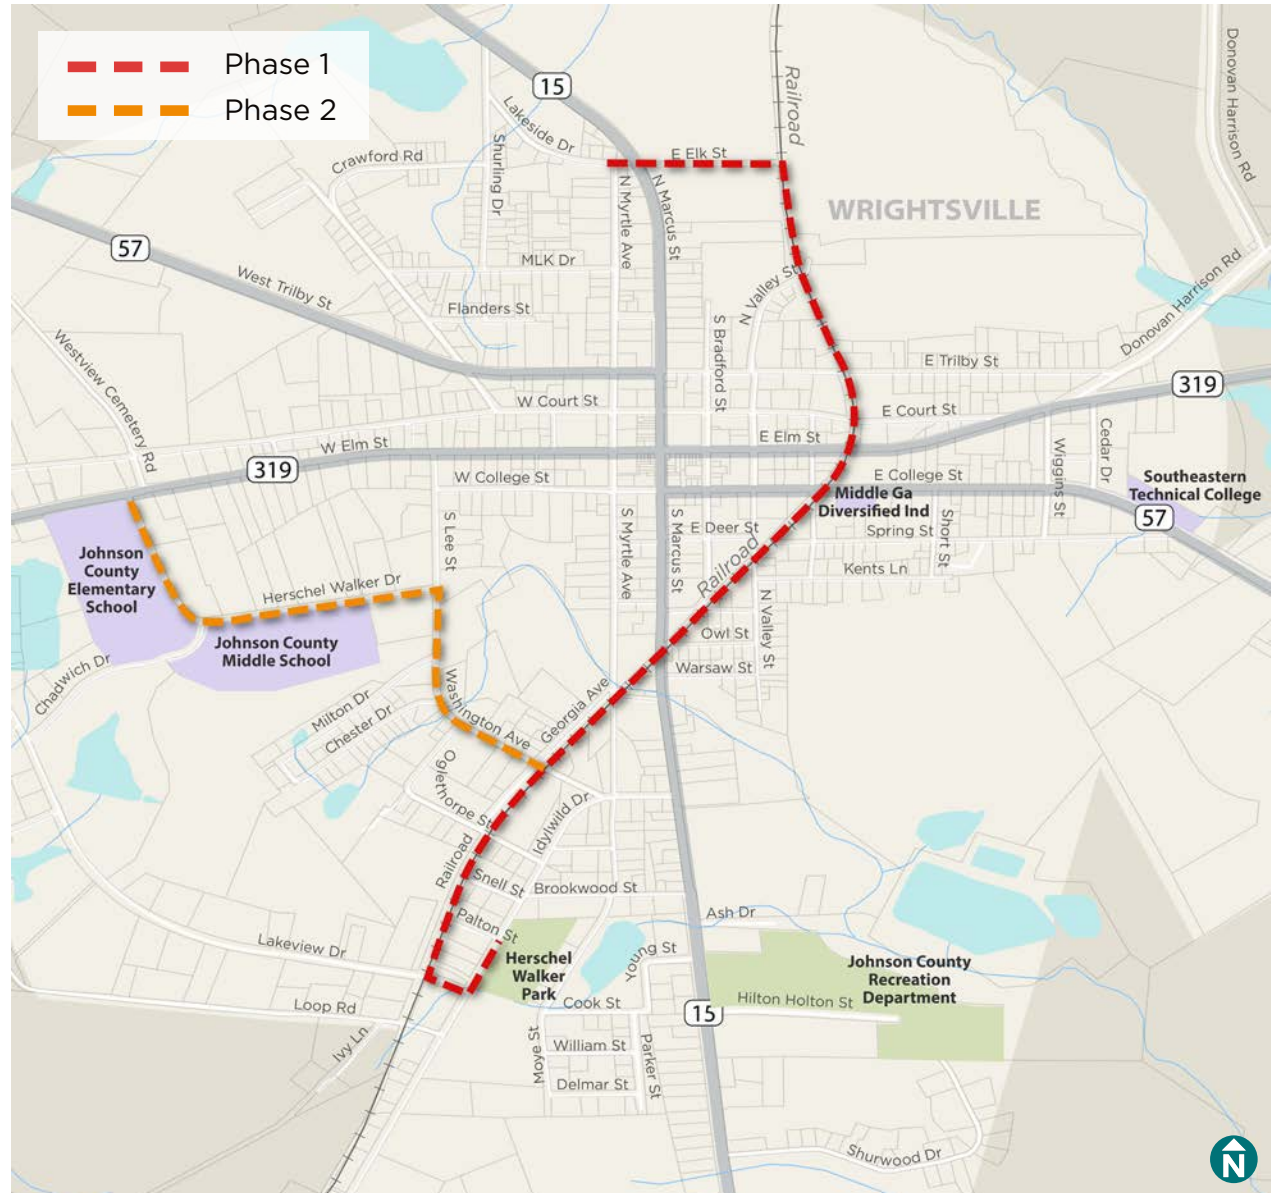 Phase 1
Phase 2
15
Railroad
Donovan Harrison Rd
Lakeside Dr
E Elk St
Crawford Rd
Shurling Dr
N Myrtle Ave
N Marcus St
WRIGHTSVILLE
57
MLK Dr
West Trilby St
Flanders St
N Valley St
S Bradford St
Donovan Harrison Rd
Westview Cemetery Rd
E Trilby St
319
W Court St
E Court St
W Elm St
E Elm St
319
W College St
E College St
Wiggins St
Cedar Dr
Southeastern
Technical College
57
Middle Ga
Diversified Ind
S Lee St
S Myrtle Ave
S Marcus St
E Deer St
Spring St
Short St
Railroad
Kents Ln
Johnson
County
Elementary
School
Herschel Walker Dr
N Valley St
Owl St
Johnson County
Middle School
Warsaw St
Chadwich Dr
Milton Dr
Chester Dr
Washington Ave
Georgia Ave
Oglethorpe St
Idylwild Dr
Railroad
Snell St
Brookwood St
Palton St
Ash Dr
Lakeview Dr
Herschel
Walker
Park
Young St
Johnson County
Recreation
Department
Loop Rd
Cook St
Hilton Holton St
15
Ivy Ln
Moye St
William St
Parker St
Delmar St
Shurwood Dr
N